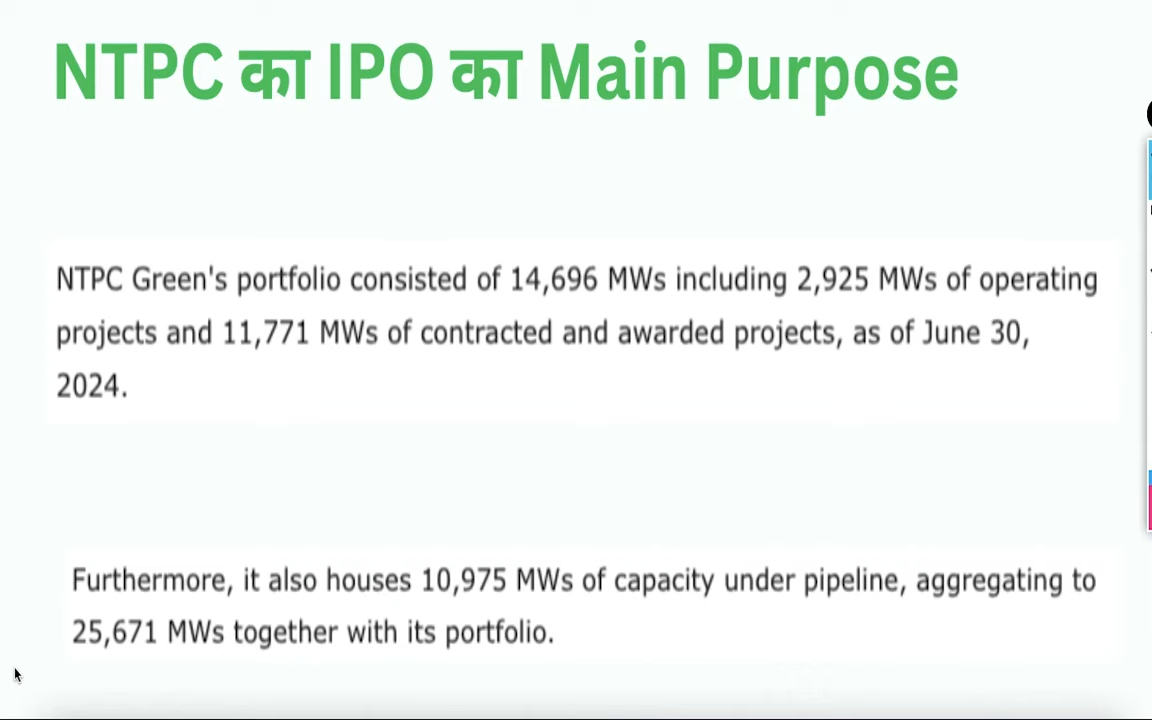 NTPC का IPO का Main Purpose
NTPC Green's portfolio consisted of 14,696 MWs including 2,925 MWs of operating
projects and 11,771 MWs of contracted and awarded projects, as of June 30,
2024.
Furthermore, it also houses 10,975 MWs of capacity under pipeline, aggregating to
25,671 MWs together with its portfolio.